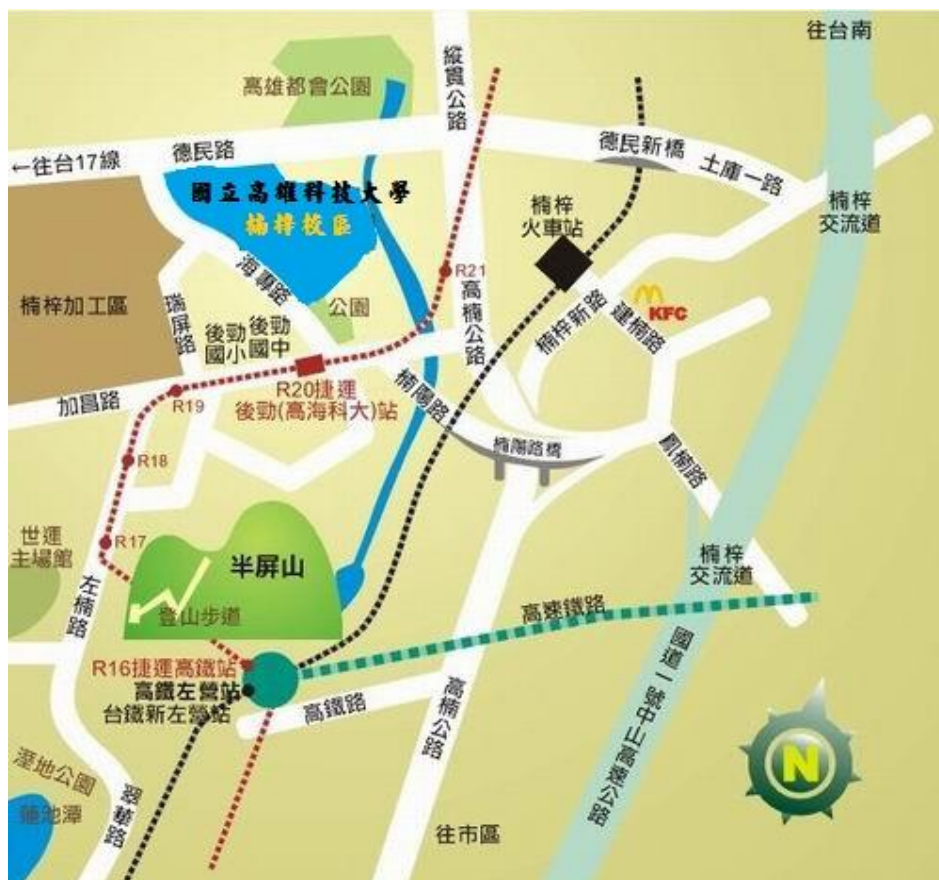 往台南
縱貫公路
高雄都會公園
德民新橋
德民路
←往台17線
土庫一路
國立高雄科技大學
楠梓校區
楠梓
火車站
楠梓
交流道
海專路
R21
楠梓加工區
瑞屏路
公園
高楠公路
楠梓新路
建楠路
KFC
後勁
國小
後勁
國中
R20捷運
後勁(高海科大)站
R19
加昌路
楠陽路
楠陽路橋
鳳楠路
R18
世運
主場館
R17
半屏山
楠梓
交流道
左楠路
登山步道
高速鐵路
R16捷運高鐵站
高鐵左營站
台鐵新左營站
高鐵路
高楠公路
國道一號中山高速公路
N
溼地公園
蓮池潭
翠華路
往市區